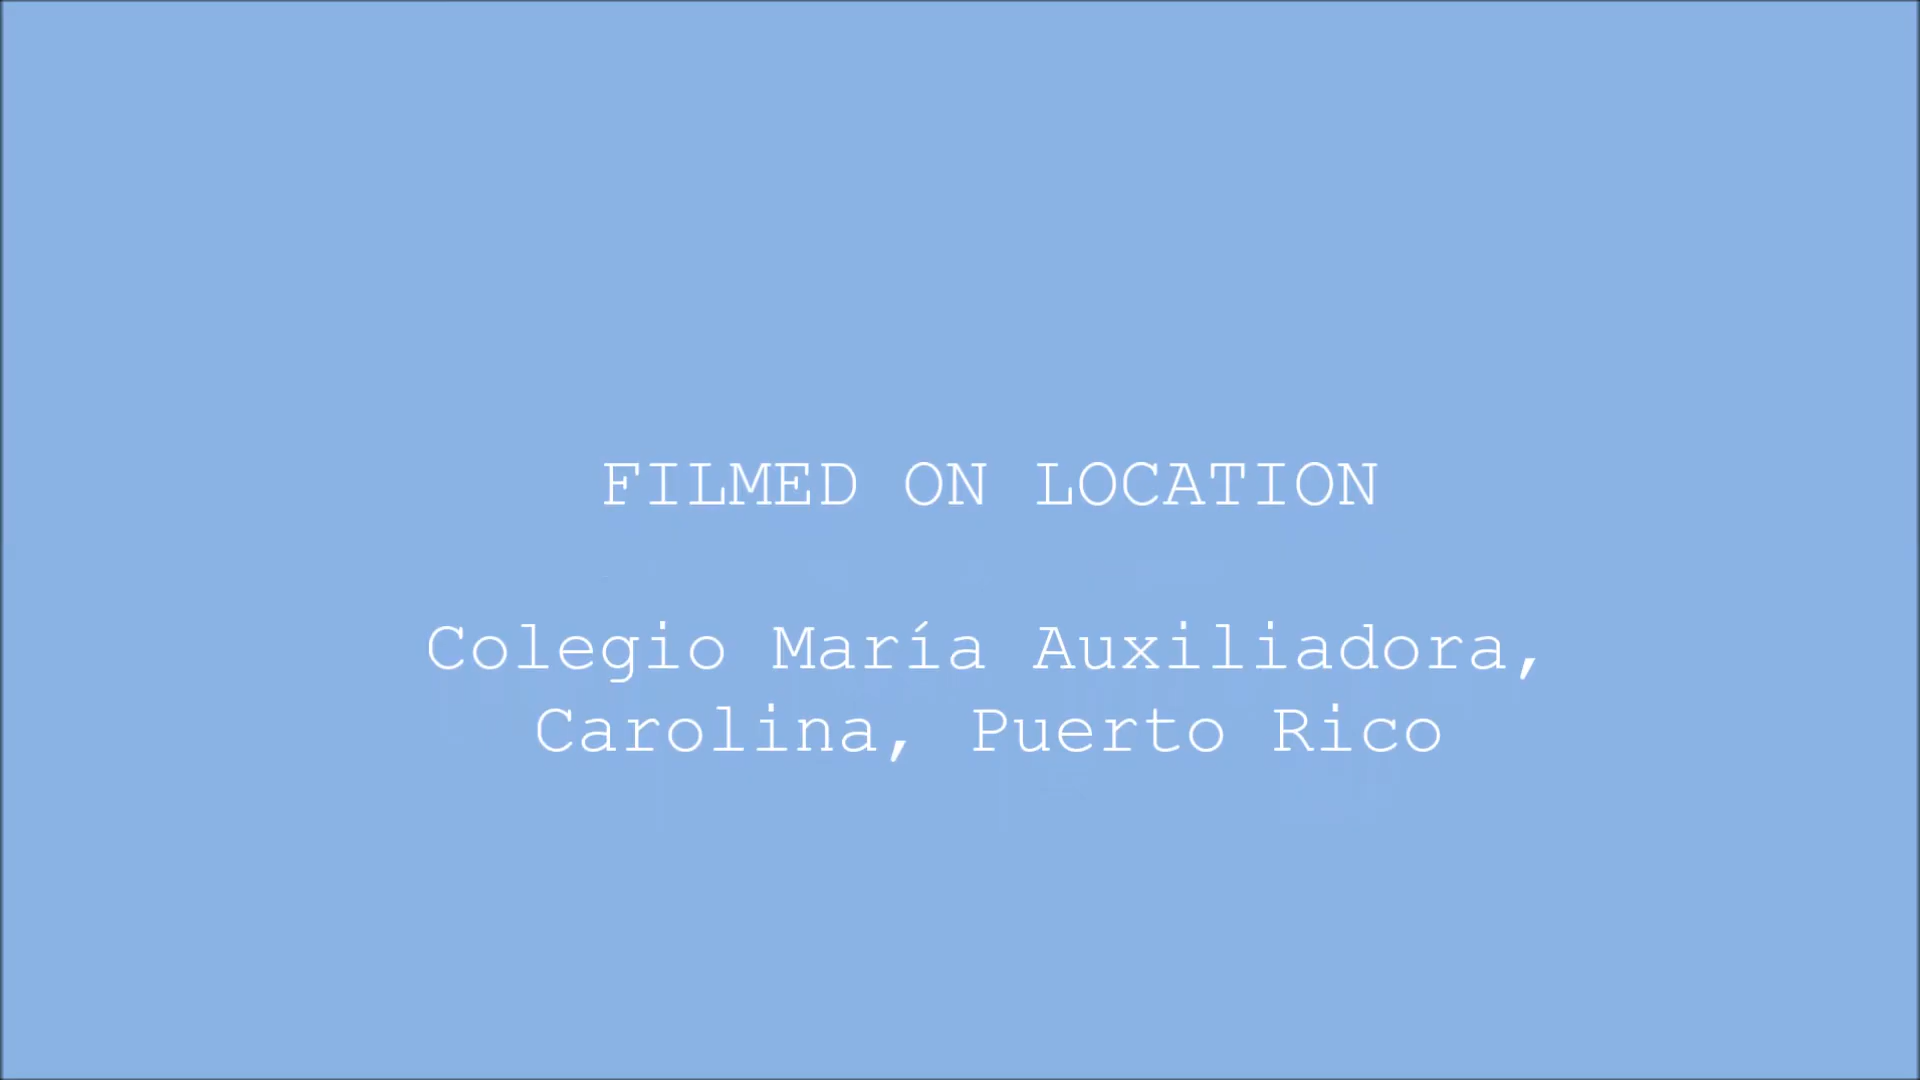 FILMED ON LOCATION
Colegio María Auxiliadora,
Carolina, Puerto Rico